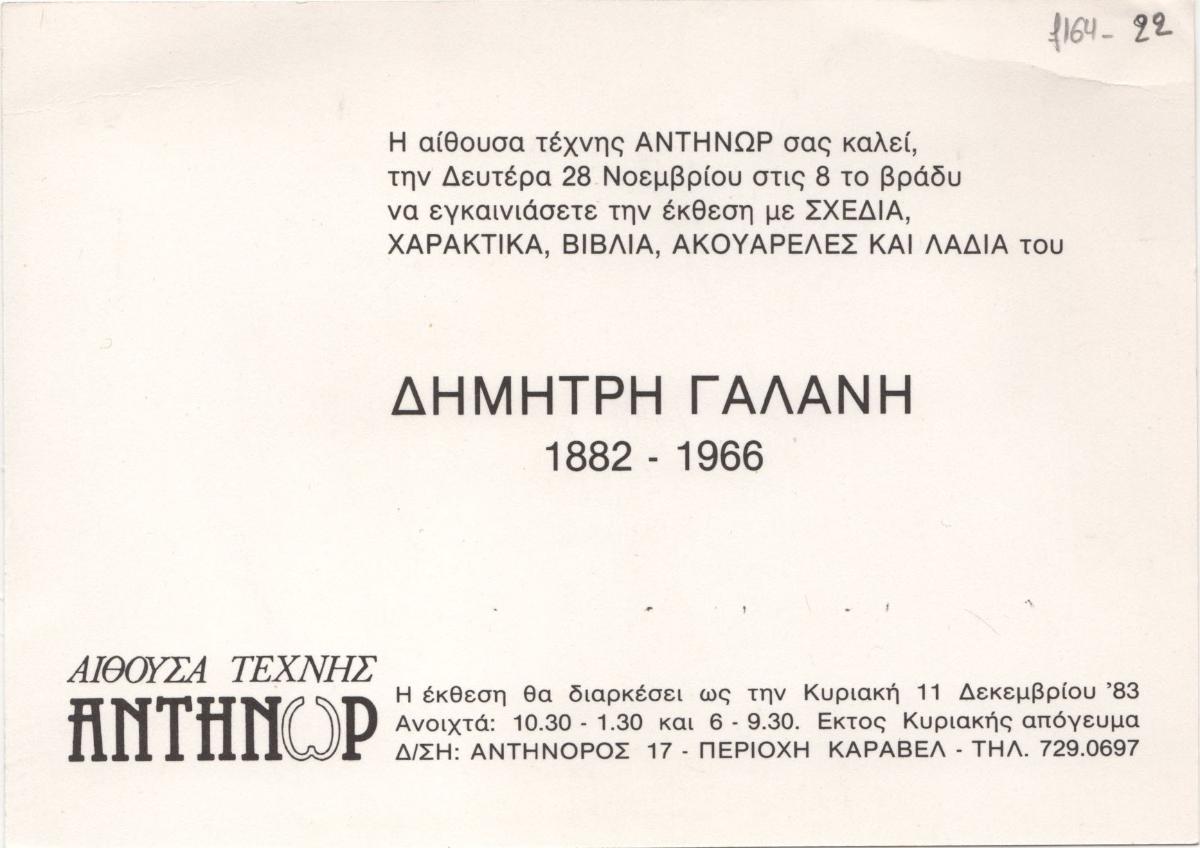 f164- 22
Η αίθουσα τέχνης ΑΝΤΗΝΩΡ σας καλεί,
την Δευτέρα 28 Νοεμβρίου στις 8 το βράδυ
να εγκαινιάσετε την έκθεση με ΣΧΕΔΙΑ,
ΧΑΡΑΚΤΙΚΑ, ΒΙΒΛΙΑ, ΑΚΟΥΑΡΕΛΕΣ ΚΑΙ ΛΑΔΙΑ του
ΔΗΜΗΤΡΗ ΓΑΛΑΝΗ
1882 - 1966
ΑΙΘΟΥΣΑ ΤΕΧΝΗΣ
ΑΝΤΗΝΩΡ
Η έκθεση θα διαρκέσει ως την Κυριακή 11 Δεκεμβρίου '83
Ανοιχτά: 10.30 - 1.30 και 6 - 9.30. Εκτος Κυριακής απόγευμα
Δ/ΣΗ: ΑΝΤΗΝΟΡΟΣ 17 - ΠΕΡΙΟΧΗ ΚΑΡΑΒΕΛ - ΤΗΛ. 729.0697